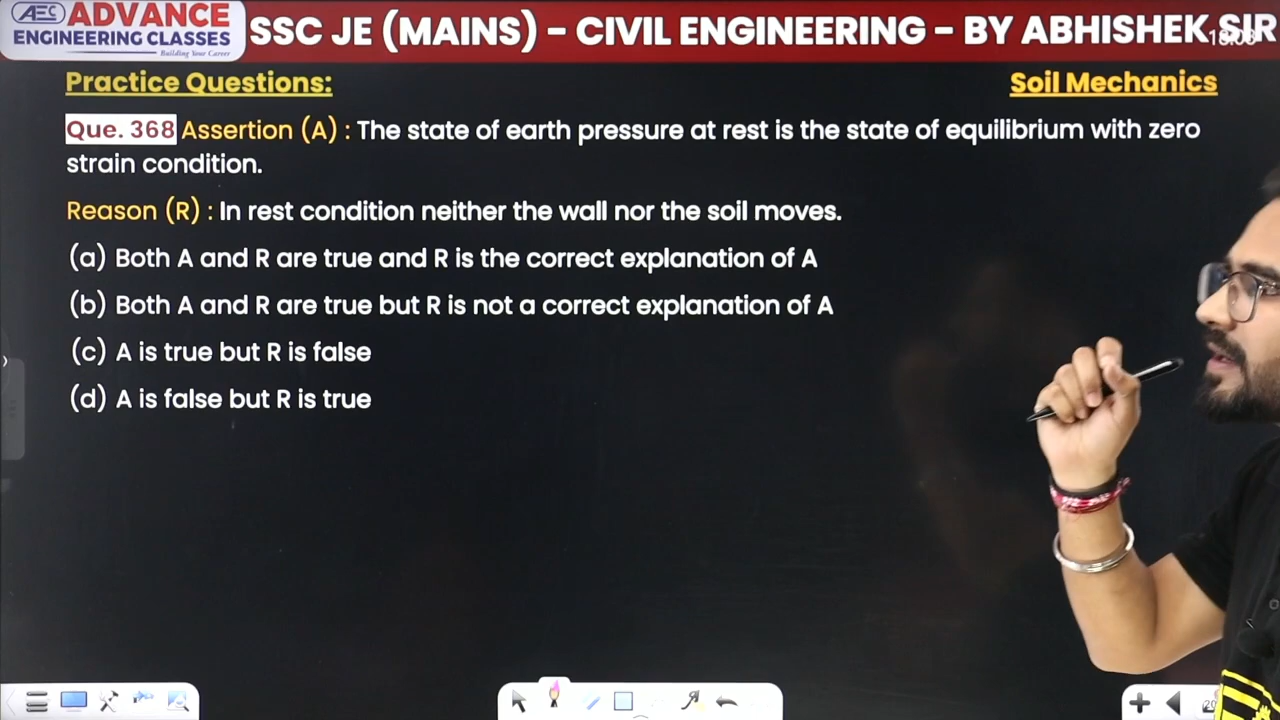 AEC ADVANCE
ENGINEERING CLASSES
Building Your Career
SSC JE (MAINS) - CIVIL ENGINEERING - BY ABHISHEK SIR
Practice Questions:
Soil Mechanics
Que. 368 Assertion (A) : The state of earth pressure at rest is the state of equilibrium with zero
strain condition.
Reason (R) : In rest condition neither the wall nor the soil moves.
(a) Both A and R are true and R is the correct explanation of A
(b) Both A and R are true but R is not a correct explanation of A
(c) A is true but R is false
(d) A is false but R is true